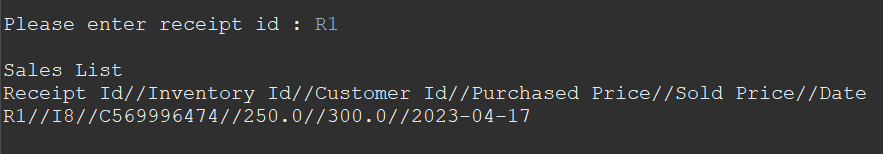 Please enter receipt id : R1
Sales List
Receipt Id//Inventory Id//Customer Id//Purchased Price//Sold Price//Date
R1//I8//C569996474//250.0//300.0//2023-04-17